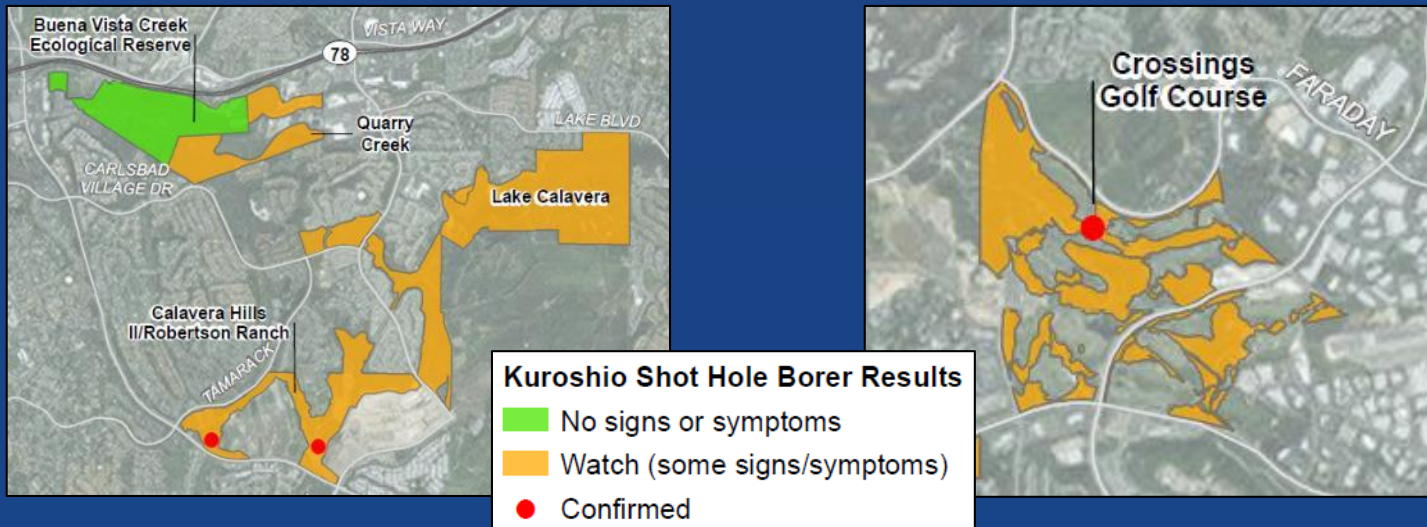 Buena Vista Creek
Ecological Reserve
VISTA WAY
78
Quarry
Creek
LAKE BLVD
CARLSBAD
VILLAGE DR
Lake Calavera
Calavera Hills
II/Robertson Ranch
TAMARACK
Crossings
Golf Course
FARADAY
Kuroshio Shot Hole Borer Results
No signs or symptoms
Watch (some signs/symptoms)
Confirmed